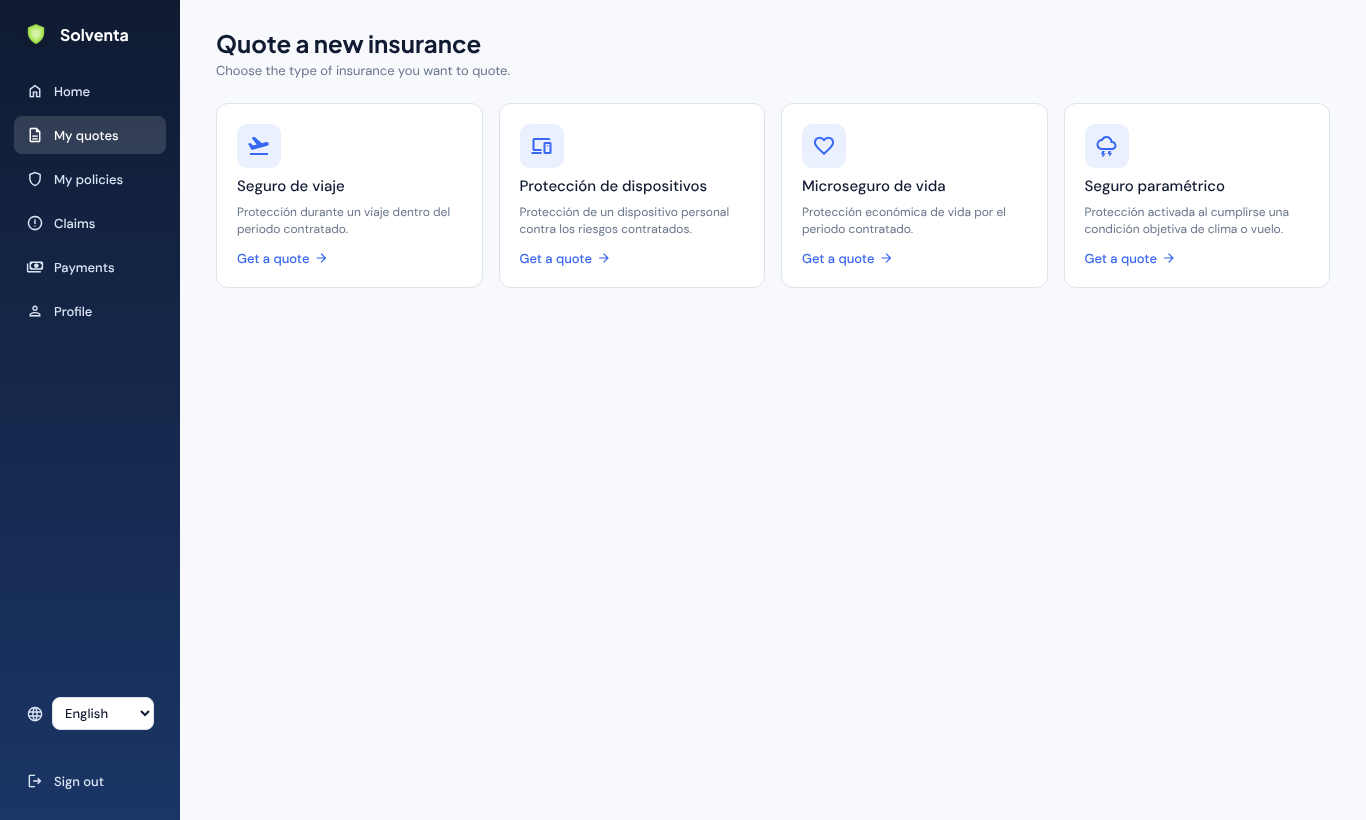 Solventa
Home
My quotes
My policies
Claims
Payments
Profile
English
Sign out
Quote a new insurance
Choose the type of insurance you want to quote.
Seguro de viaje
Protección durante un viaje dentro del
periodo contratado.
Get a quote →
Protección de dispositivos
Protección de un dispositivo personal
contra los riesgos contratados.
Get a quote →
Microseguro de vida
Protección económica de vida por el
periodo contratado.
Get a quote →
Seguro paramétrico
Protección activada al cumplirse una
condición objetiva de clima o vuelo.
Get a quote →